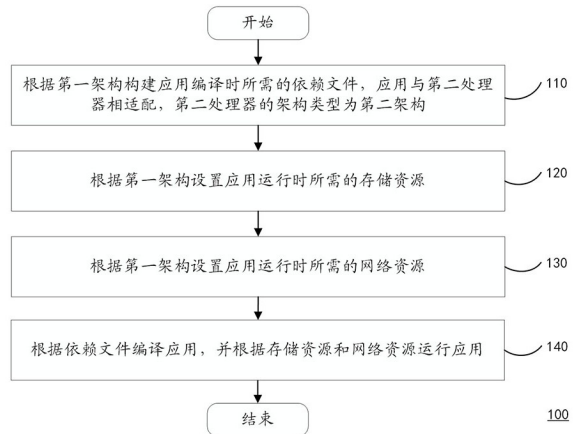 开始
根据第一架构构建应用编译时所需的依赖文件，应用与第二处理
器相适配，第二处理器的架构类型为第二架构
110
根据第一架构设置应用运行时所需的存储资源
120
根据第一架构设置应用运行时所需的网络资源
130
根据依赖文件编译应用，并根据存储资源和网络资源运行应用
140
结束
100